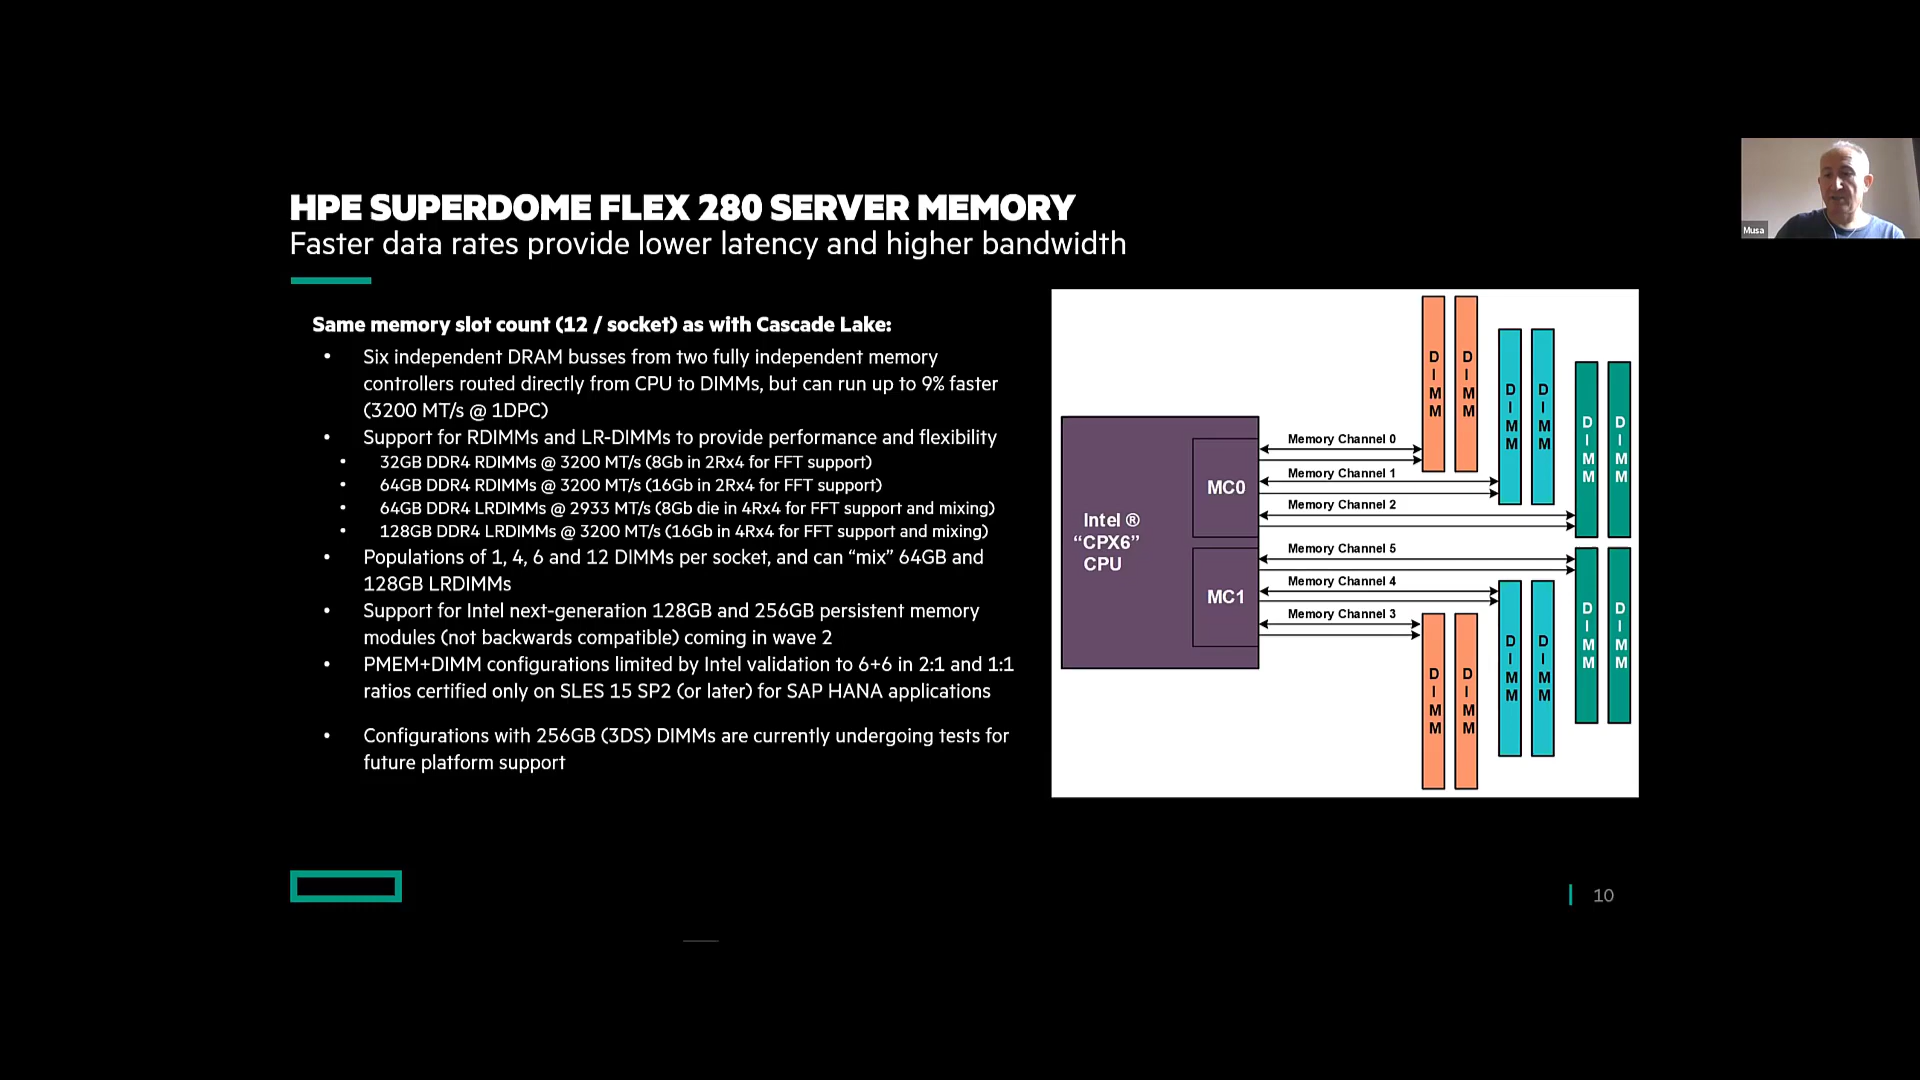 HPE SUPERDOME FLEX 280 SERVER MEMORY
Faster data rates provide lower latency and higher bandwidth
Same memory slot count (12 / socket) as with Cascade Lake:
• Six independent DRAM busses from two fully independent memory
controllers routed directly from CPU to DIMMs, but can run up to 9% faster
(3200 MT/s @ 1DPC)
• Support for RDIMMs and LR-DIMMs to provide performance and flexibility
• 32GB DDR4 RDIMMs @ 3200 MT/s (8Gb in 2Rx4 for FFT support)
• 64GB DDR4 RDIMMs @ 3200 MT/s (16Gb in 2Rx4 for FFT support)
• 64GB DDR4 LRDIMMs @ 2933 MT/s (8Gb die in 4Rx4 for FFT support and mixing)
• 128GB DDR4 LRDIMMs @ 3200 MT/s (16Gb in 4Rx4 for FFT support and mixing)
• Populations of 1, 4, 6 and 12 DIMMs per socket, and can “mix” 64GB and
128GB LRDIMMs
• Support for Intel next-generation 128GB and 256GB persistent memory
modules (not backwards compatible) coming in wave 2
• PMEM+DIMM configurations limited by Intel validation to 6+6 in 2:1 and 1:1
ratios certified only on SLES 15 SP2 (or later) for SAP HANA applications
• Configurations with 256GB (3DS) DIMMs are currently undergoing tests for
future platform support
Intel ®
“CPX6”
CPU
MC0
MC1
Memory Channel 0
Memory Channel 1
Memory Channel 2
Memory Channel 5
Memory Channel 4
Memory Channel 3
DIMM
DIMM
DIMM
DIMM
DIMM
DIMM
DIMM
DIMM
DIMM
DIMM
DIMM
DIMM
10
Musa